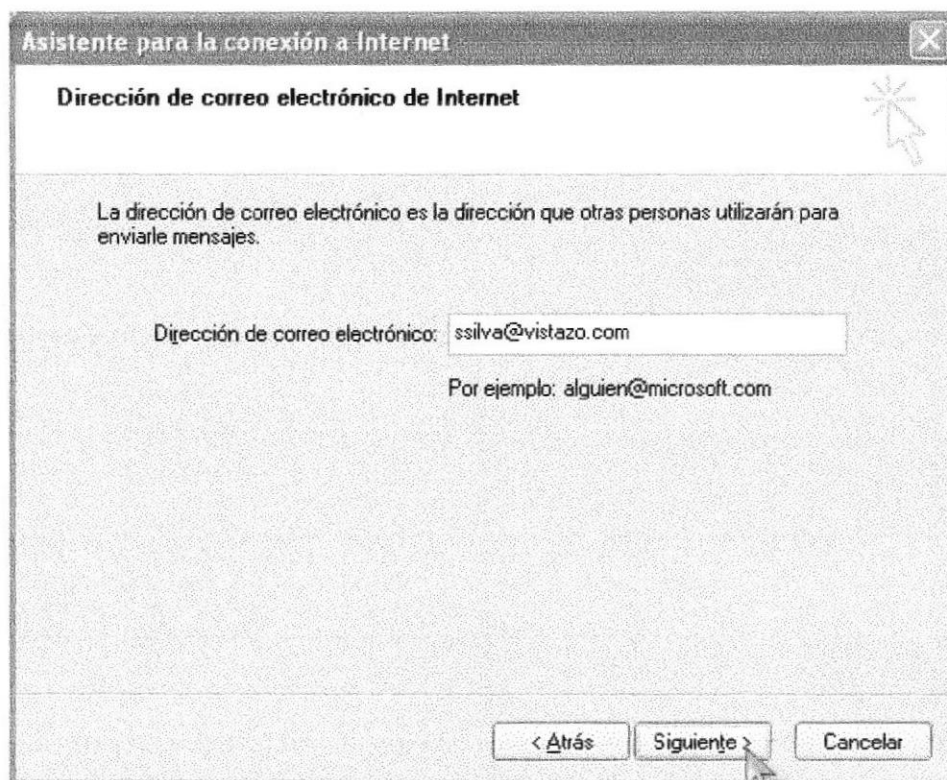 Asistente para la conexión a Internet
Dirección de correo electrónico de Internet
La dirección de correo electrónico es la dirección que otras personas utilizarán para
enviarle mensajes.
Dirección de correo electrónico: ssilva@vistazo.com
Por ejemplo: alguien@microsoft.com
< Atrás Siguiente > Cancelar